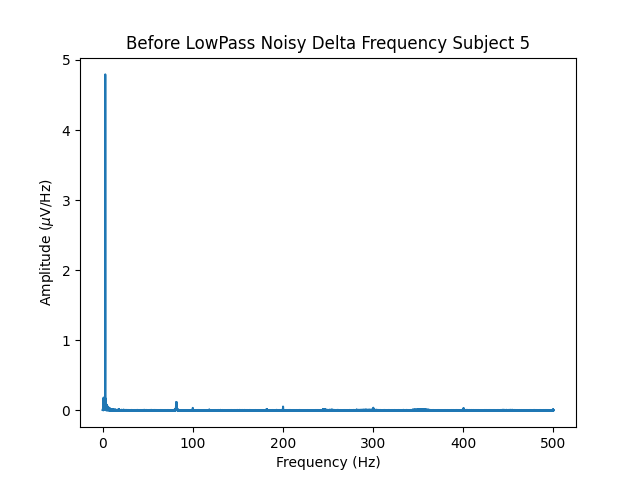 Before LowPass Noisy Delta Frequency Subject 5
Amplitude (μV/Hz)
5
4
3
2
1
0
0 100 200 300 400 500
Frequency (Hz)